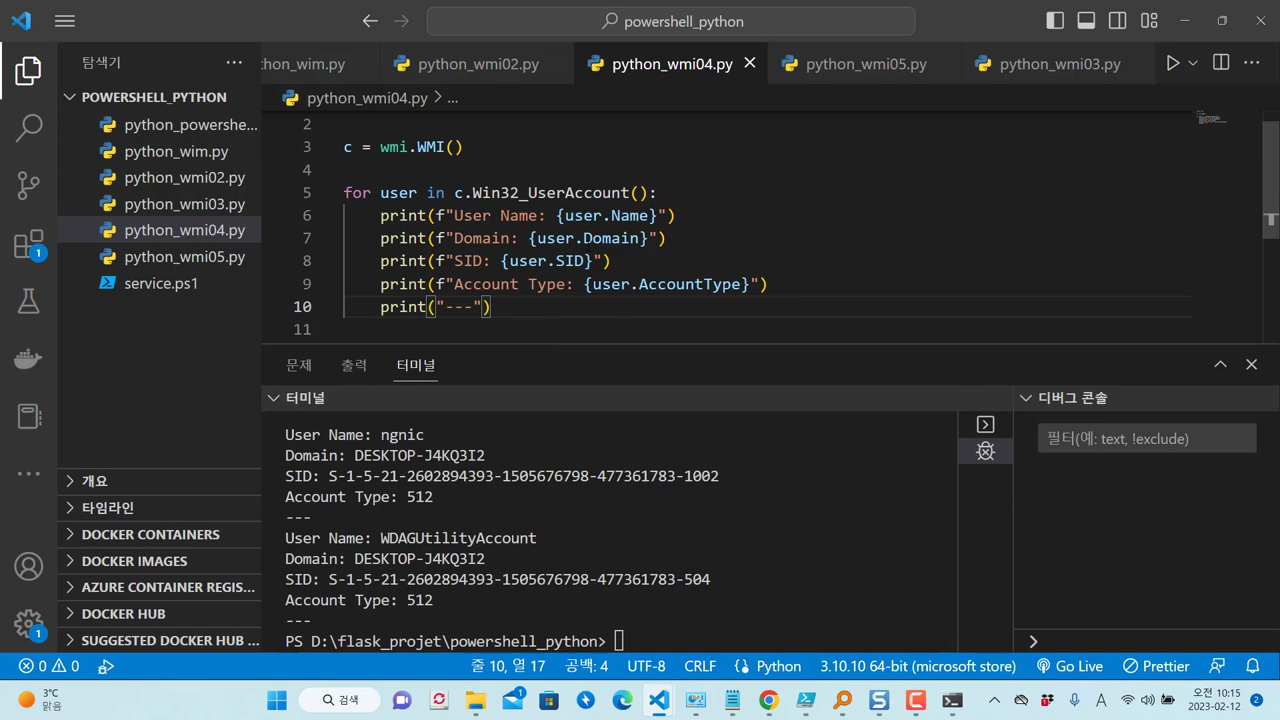 powershell_python
탐색기
POWERSHELL_PYTHON
python_powershe...
python_wim.py
python_wmi02.py
python_wmi03.py
python_wmi04.py
python_wmi05.py
service.ps1
개요
타임라인
DOCKER CONTAINERS
DOCKER IMAGES
AZURE CONTAINER REGIS...
DOCKER HUB
SUGGESTED DOCKER HUB ...
1
1
thon_wim.py
python_wmi02.py
python_wmi04.py
python_wmi05.py
python_wmi03.py
python_wmi04.py > ...
2
3 c = wmi.WMI()
4
5 for user in c.Win32_UserAccount():
6 print(f"User Name: {user.Name}")
7 print(f"Domain: {user.Domain}")
8 print(f"SID: {user.SID}")
9 print(f"Account Type: {user.AccountType}")
10 print("---")
11
문제 출력 터미널
터미널
User Name: ngnic
Domain: DESKTOP-J4KQ3I2
SID: S-1-5-21-2602894393-1505676798-477361783-1002
Account Type: 512
---
User Name: WDAGUtilityAccount
Domain: DESKTOP-J4KQ3I2
SID: S-1-5-21-2602894393-1505676798-477361783-504
Account Type: 512
---
PS D:\flask_projet\powershell_python>
디버그 콘솔
필터(예: text, !exclude)
0 0 줄 10, 열 17 공백: 4 UTF-8 CRLF Python 3.10.10 64-bit (microsoft store) Go Live Prettier
3°C
맑음
검색
1
A
오전 10:15
2023-02-12
2